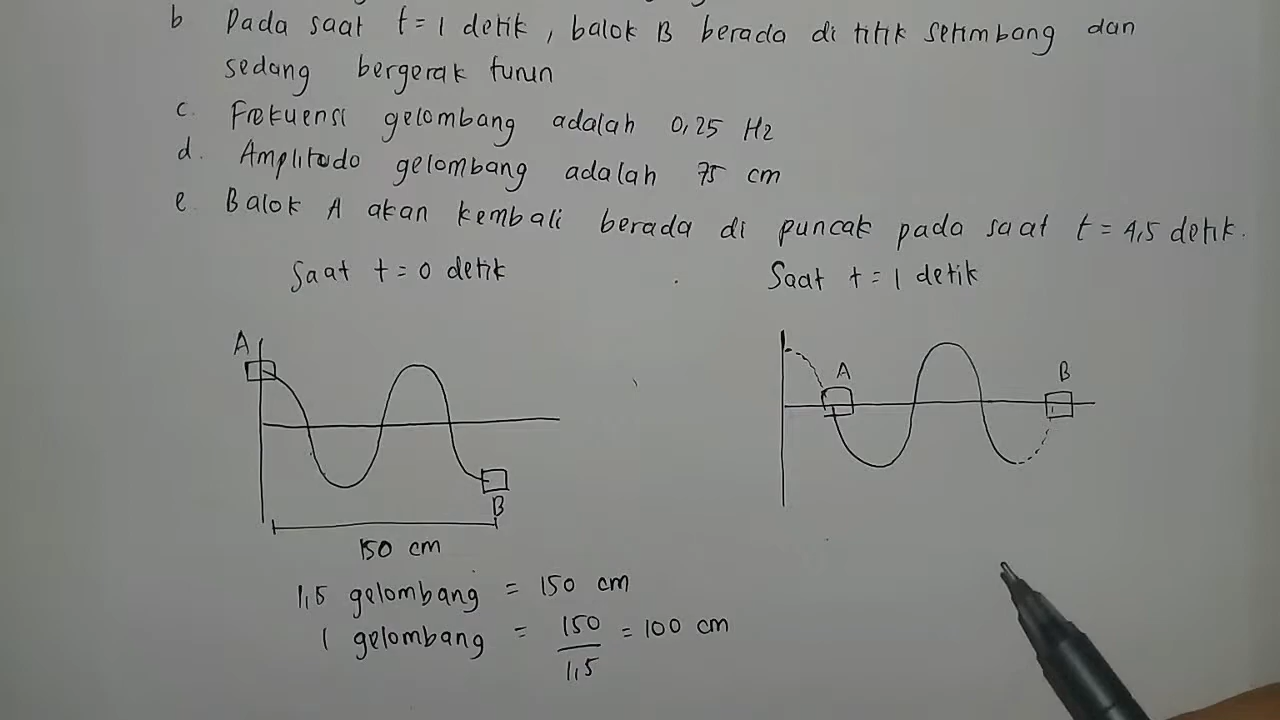 b Pada saat t = 1 detik, balok B berada di titik setimbang dan
sedang bergerak turun
c. Frekuensi gelombang adalah 0,25 Hz
d. Amplitudo gelombang adalah 75 cm
e. Balok A akan kembali berada di puncak pada saat t = 4,5 detik.
Saat t = 0 detik
Saat t = 1 detik
A
B
150 cm
A
B
1,5 gelombang = 150 cm
1 gelombang = 150/1,5 = 100 cm